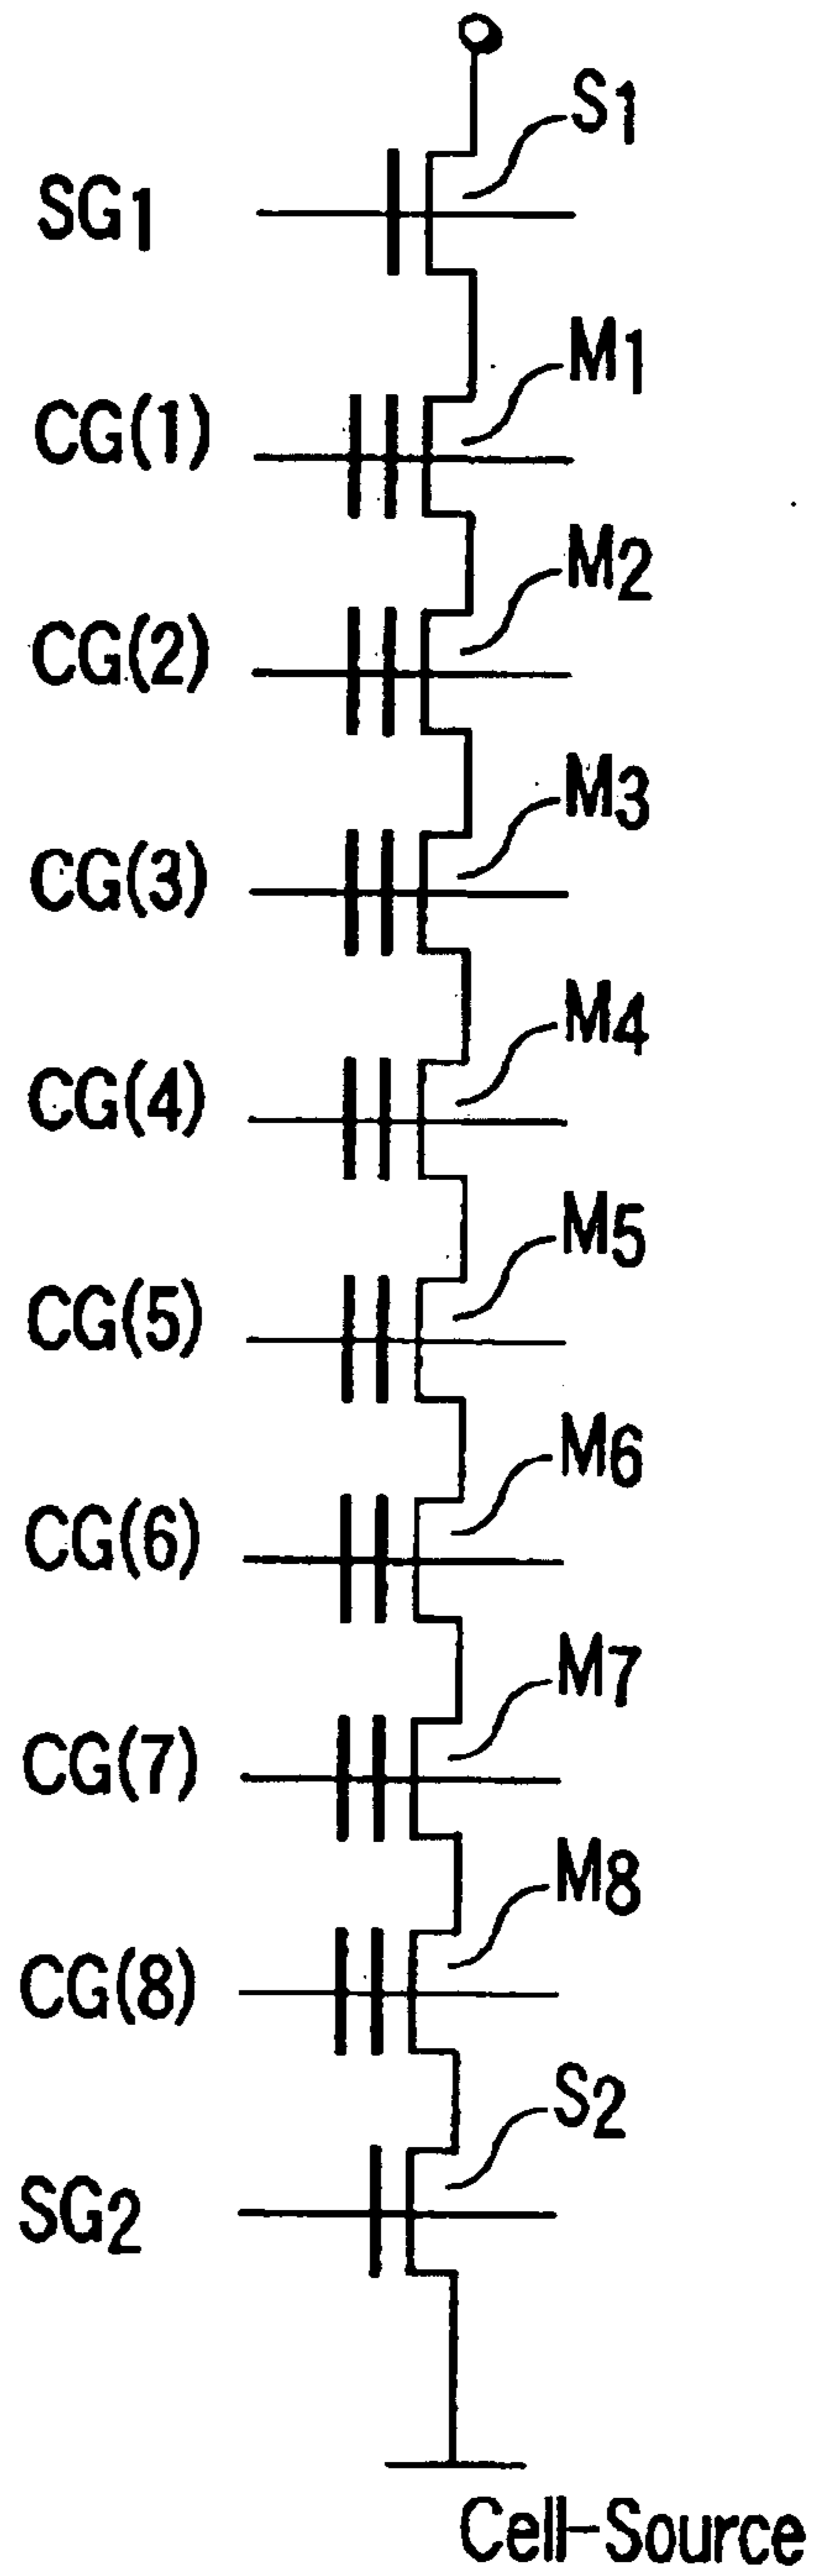 S1
SG1
M1
CG(1)
M2
CG(2)
M3
CG(3)
M4
CG(4)
M5
CG(5)
M6
CG(6)
M7
CG(7)
M8
CG(8)
S2
SG2
Cell-Source